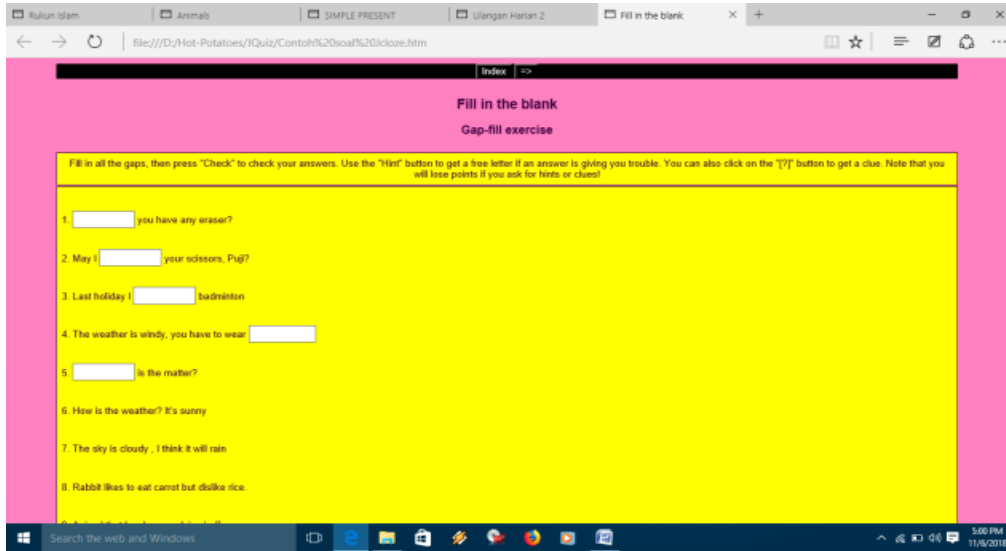 Rukun Islam Animals SIMPLE PRESENT Ulangan Harian 2 Fill in the blank
file:///D:/Hot-Potatoes/JQuiz/Contoh%20soal%20Jcloze.htm
Index =>
Fill in the blank
Gap-fill exercise
Fill in all the gaps, then press "Check" to check your answers. Use the "Hint" button to get a free letter if an answer is giving you trouble. You can also click on the "[?]" button to get a clue. Note that you
will lose points if you ask for hints or clues!
1. you have any eraser?
2. May I your scissors, Puji?
3. Last holiday I badminton
4. The weather is windy, you have to wear
5. is the matter?
6. How is the weather? It's sunny
7. The sky is cloudy , I think it will rain
8. Rabbit likes to eat carrot but dislike rice.
Search the web and Windows
5:00 PM
11/6/2018